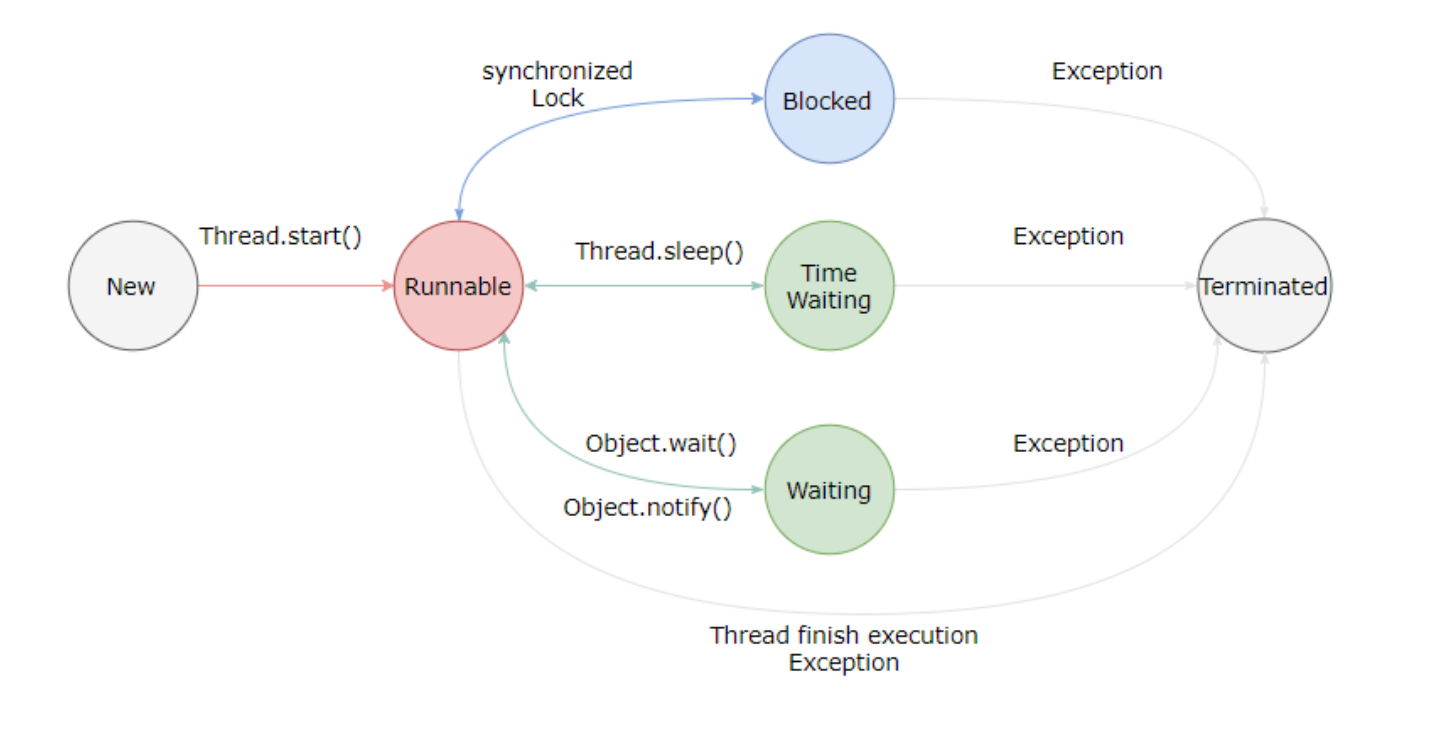 synchronized
Lock
Exception
Blocked
Thread.start()
Thread.sleep()
Exception
New
Runnable
Time
Waiting
Terminated
Object.wait()
Exception
Waiting
Object.notify()
Thread finish execution
Exception